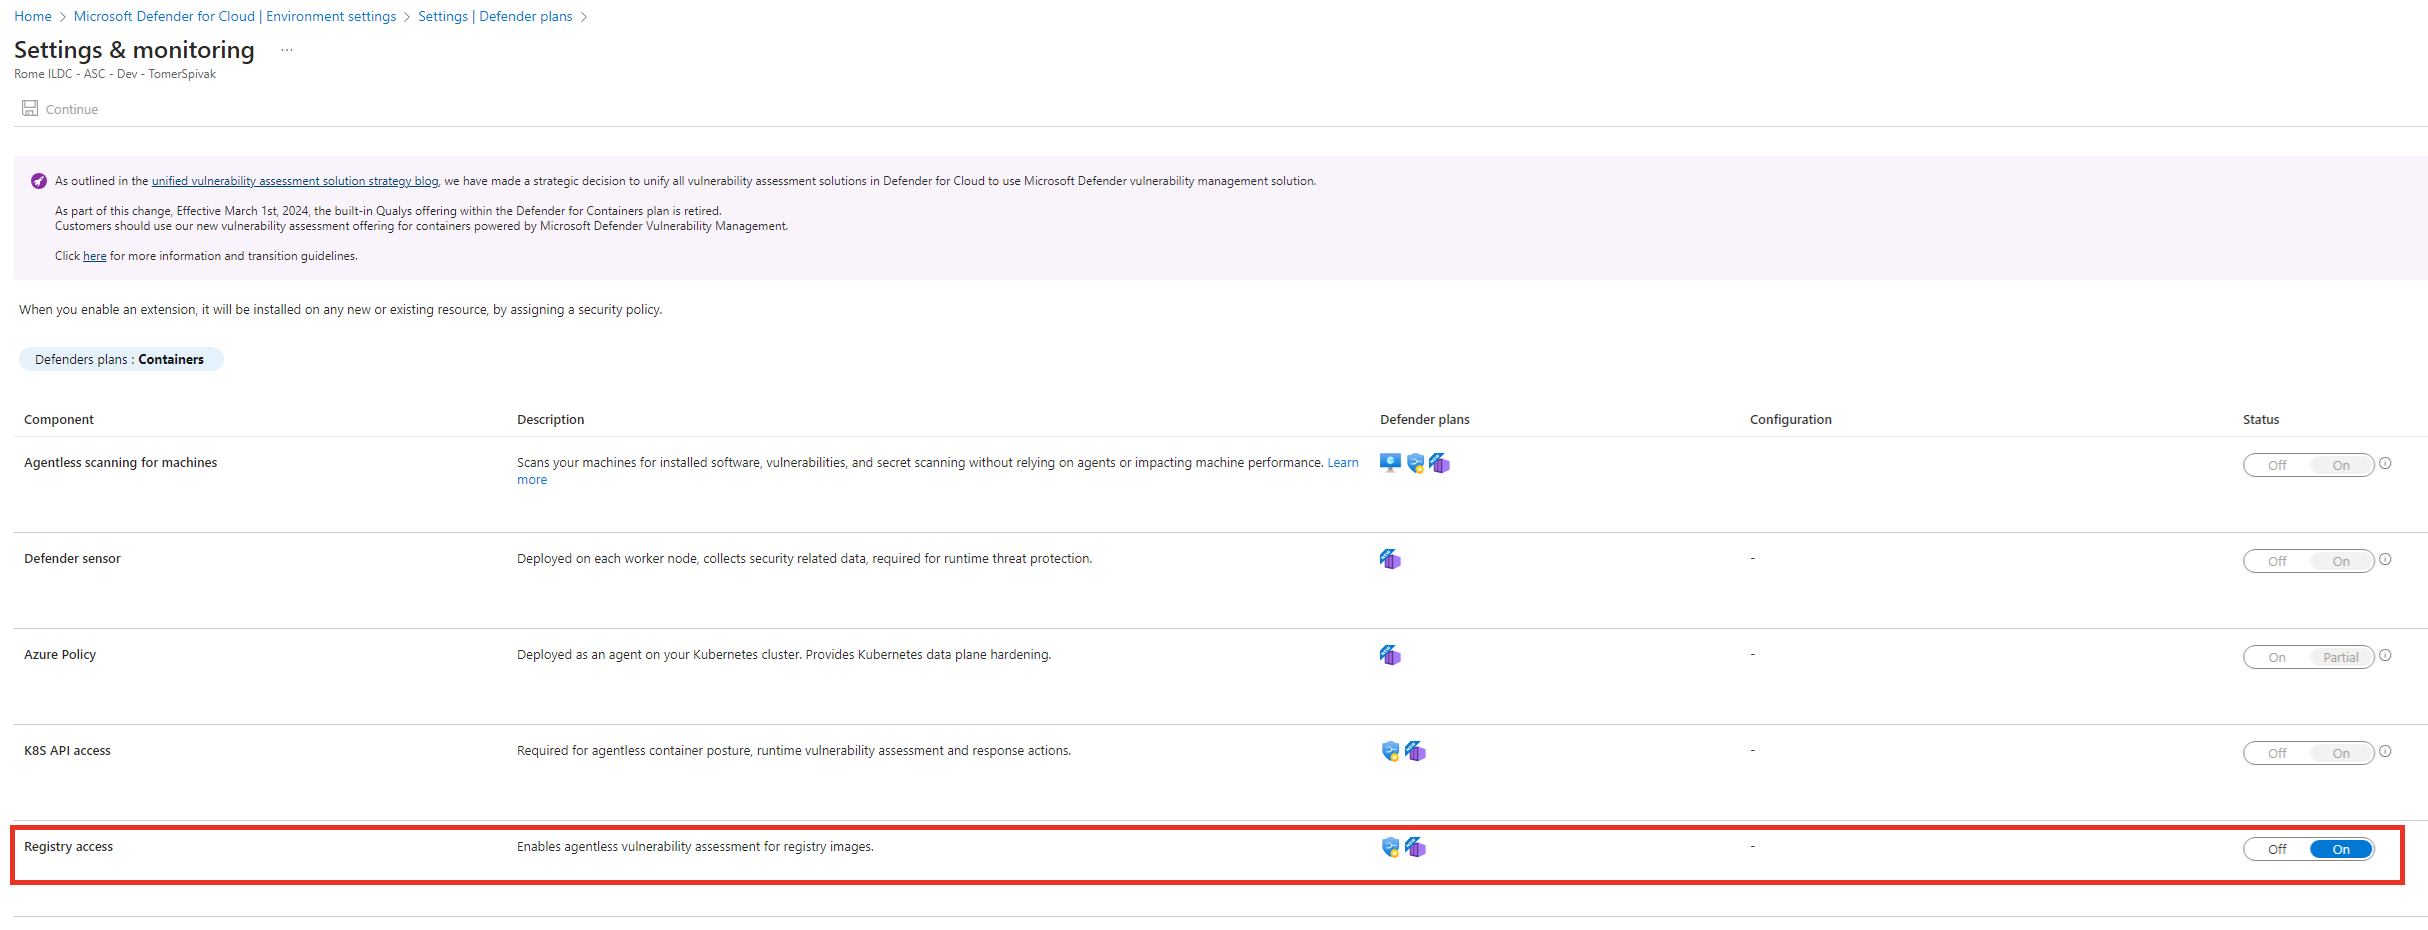 Home > Microsoft Defender for Cloud | Environment settings > Settings | Defender plans >
Settings & monitoring ...
Rome ILDC - ASC - Dev - TomerSpivak
Continue
As outlined in the unified vulnerability assessment solution strategy blog, we have made a strategic decision to unify all vulnerability assessment solutions in Defender for Cloud to use Microsoft Defender vulnerability management solution.
As part of this change, Effective March 1st, 2024, the built-in Qualys offering within the Defender for Containers plan is retired.
Customers should use our new vulnerability assessment offering for containers powered by Microsoft Defender Vulnerability Management.
Click here for more information and transition guidelines.
When you enable an extension, it will be installed on any new or existing resource, by assigning a security policy.
Defenders plans : Containers
Component Description Defender plans Configuration Status
Agentless scanning for machines Scans your machines for installed software, vulnerabilities, and secret scanning without relying on agents or impacting machine performance. Learn Off On
more
Defender sensor Deployed on each worker node, collects security related data, required for runtime threat protection. - Off On
Azure Policy Deployed as an agent on your Kubernetes cluster. Provides Kubernetes data plane hardening. - On Partial
K8S API access Required for agentless container posture, runtime vulnerability assessment and response actions. - Off On
Registry access Enables agentless vulnerability assessment for registry images. - Off On